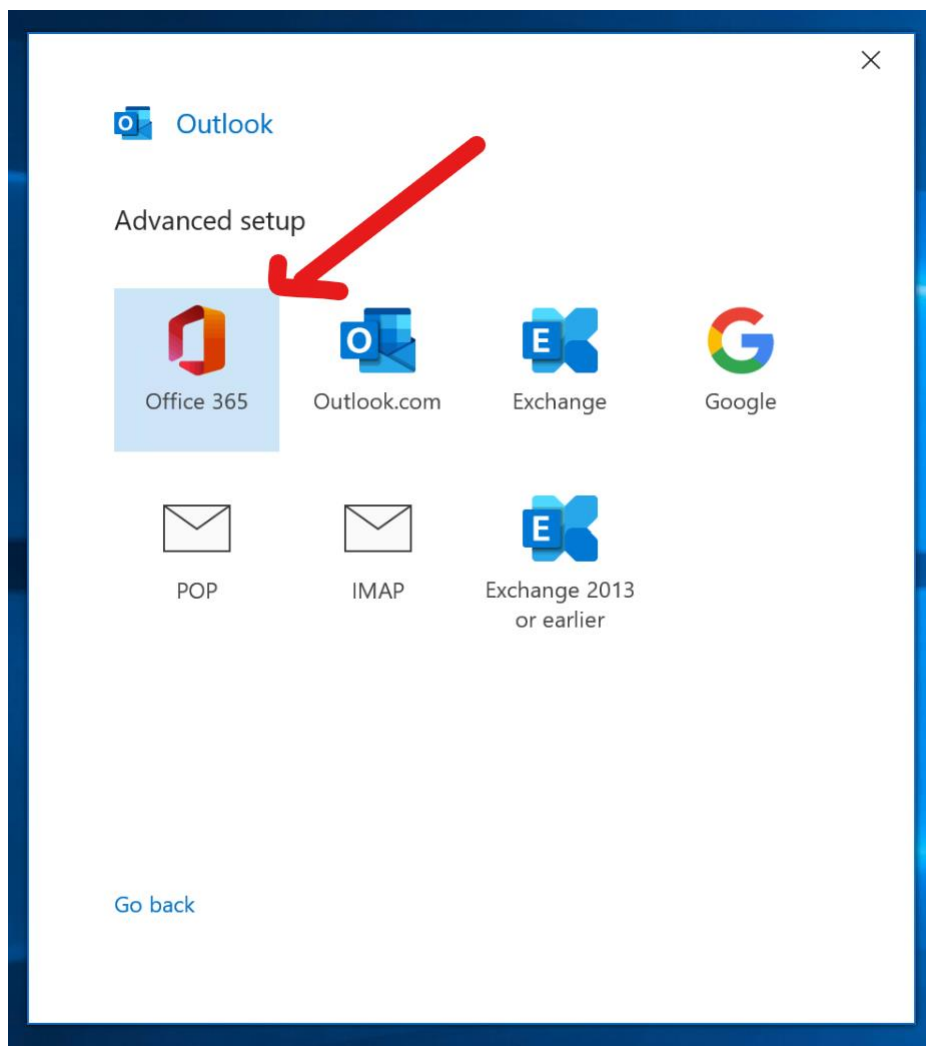 Outlook
Advanced setup
Office 365
Outlook.com
Exchange
Google
POP
IMAP
Exchange 2013
or earlier
Go back